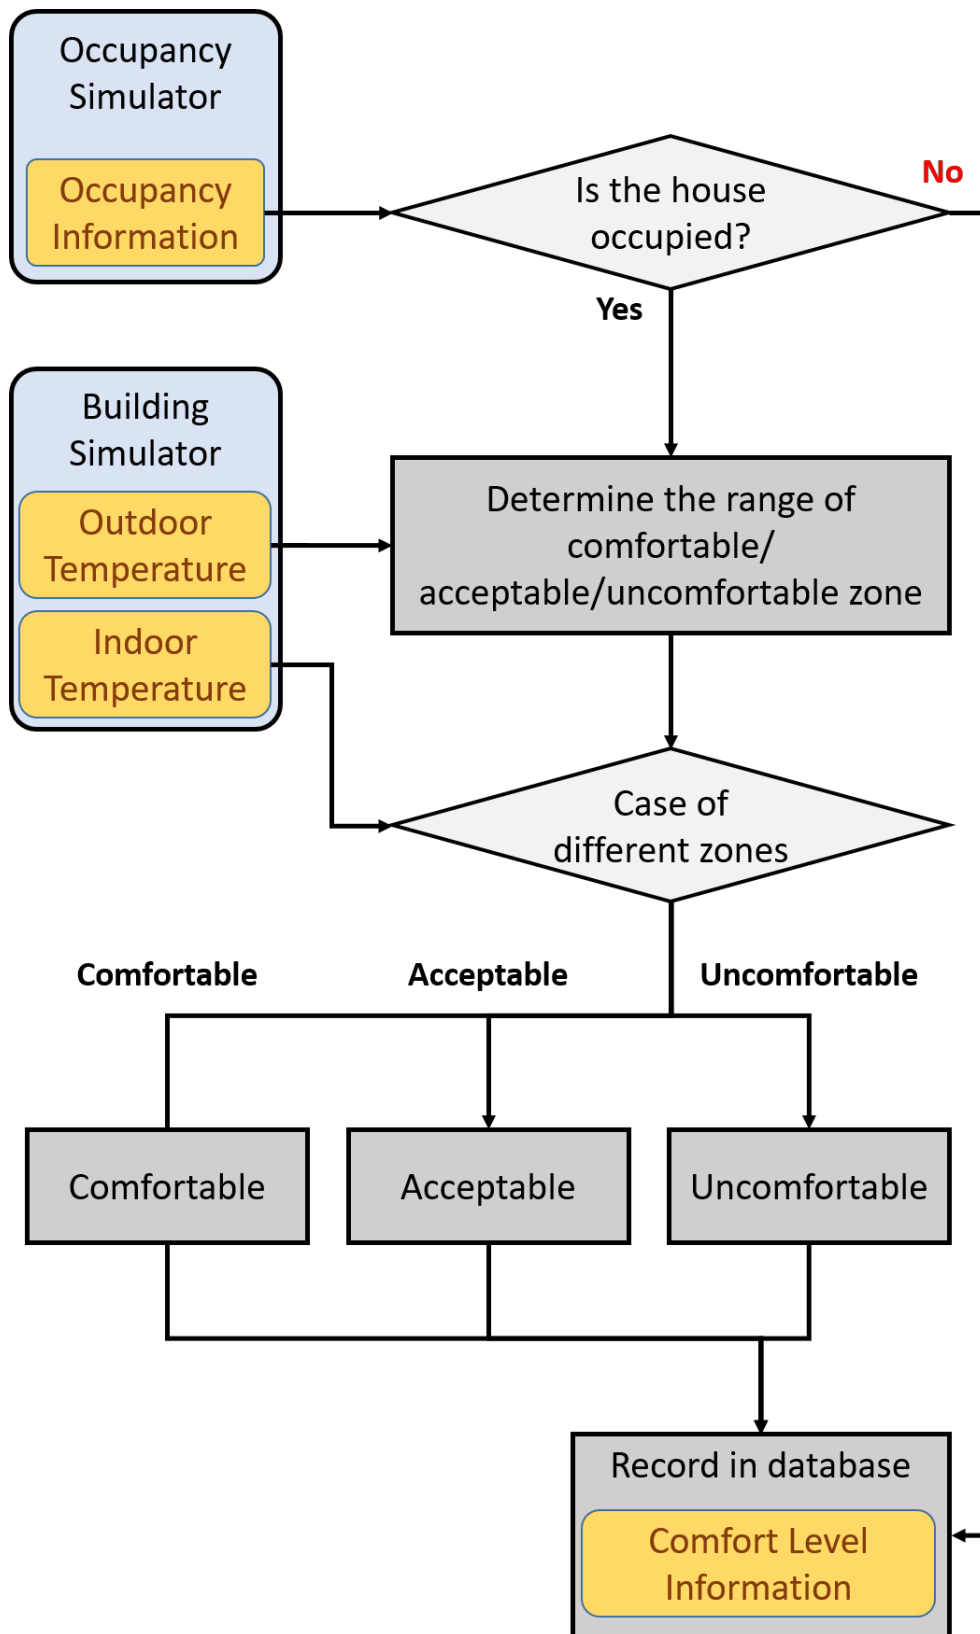 Occupancy
Simulator
Occupancy
Information
Is the house
occupied?
No
Yes
Building
Simulator
Outdoor
Temperature
Indoor
Temperature
Determine the range of
comfortable/
acceptable/uncomfortable zone
Case of
different zones
Comfortable
Acceptable
Uncomfortable
Comfortable
Acceptable
Uncomfortable
Record in database
Comfort Level
Information